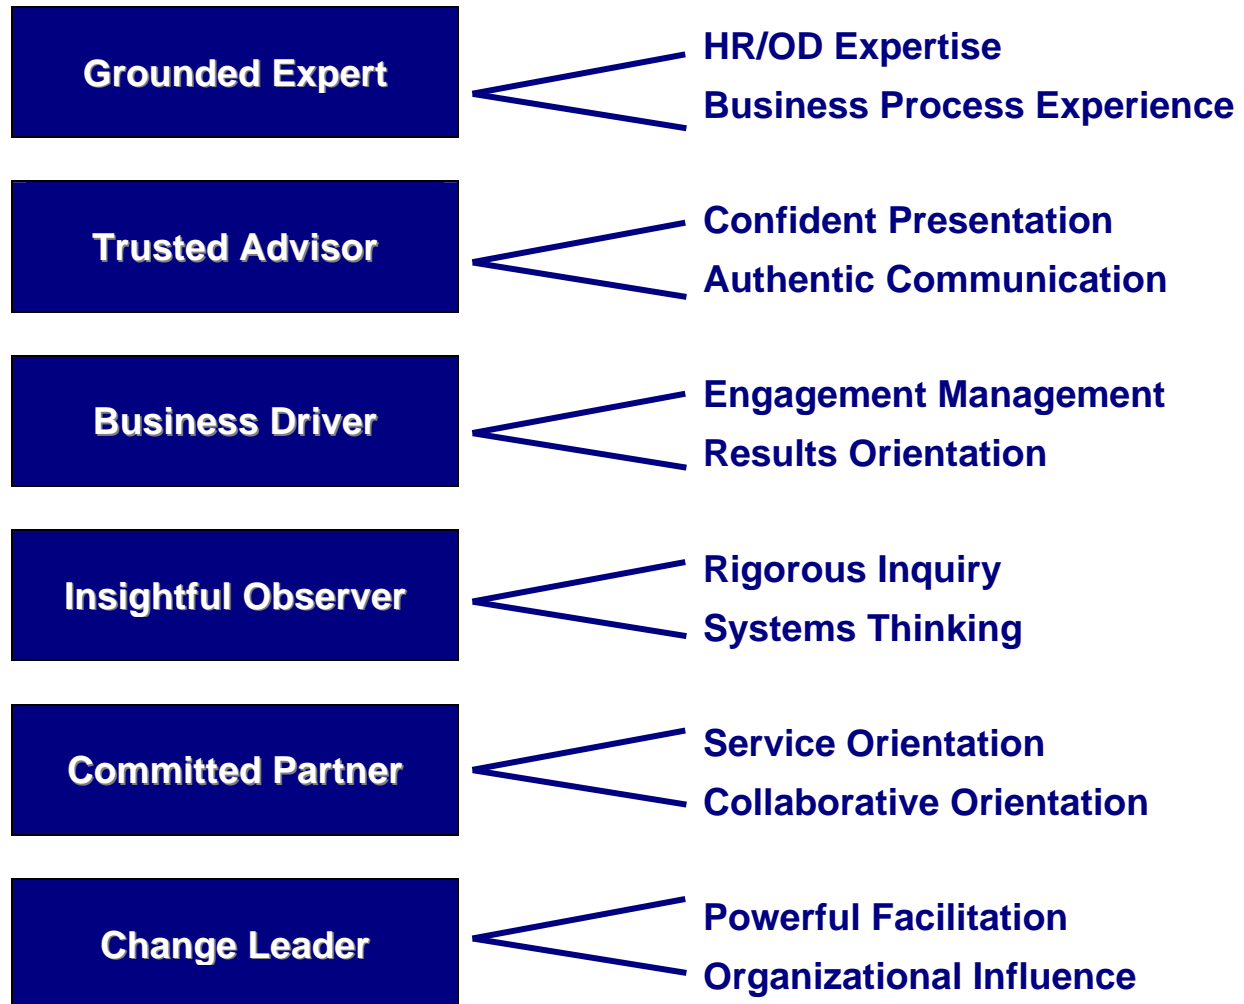 Grounded Expert
HR/OD Expertise
Business Process Experience
Trusted Advisor
Confident Presentation
Authentic Communication
Business Driver
Engagement Management
Results Orientation
Insightful Observer
Rigorous Inquiry
Systems Thinking
Committed Partner
Service Orientation
Collaborative Orientation
Change Leader
Powerful Facilitation
Organizational Influence